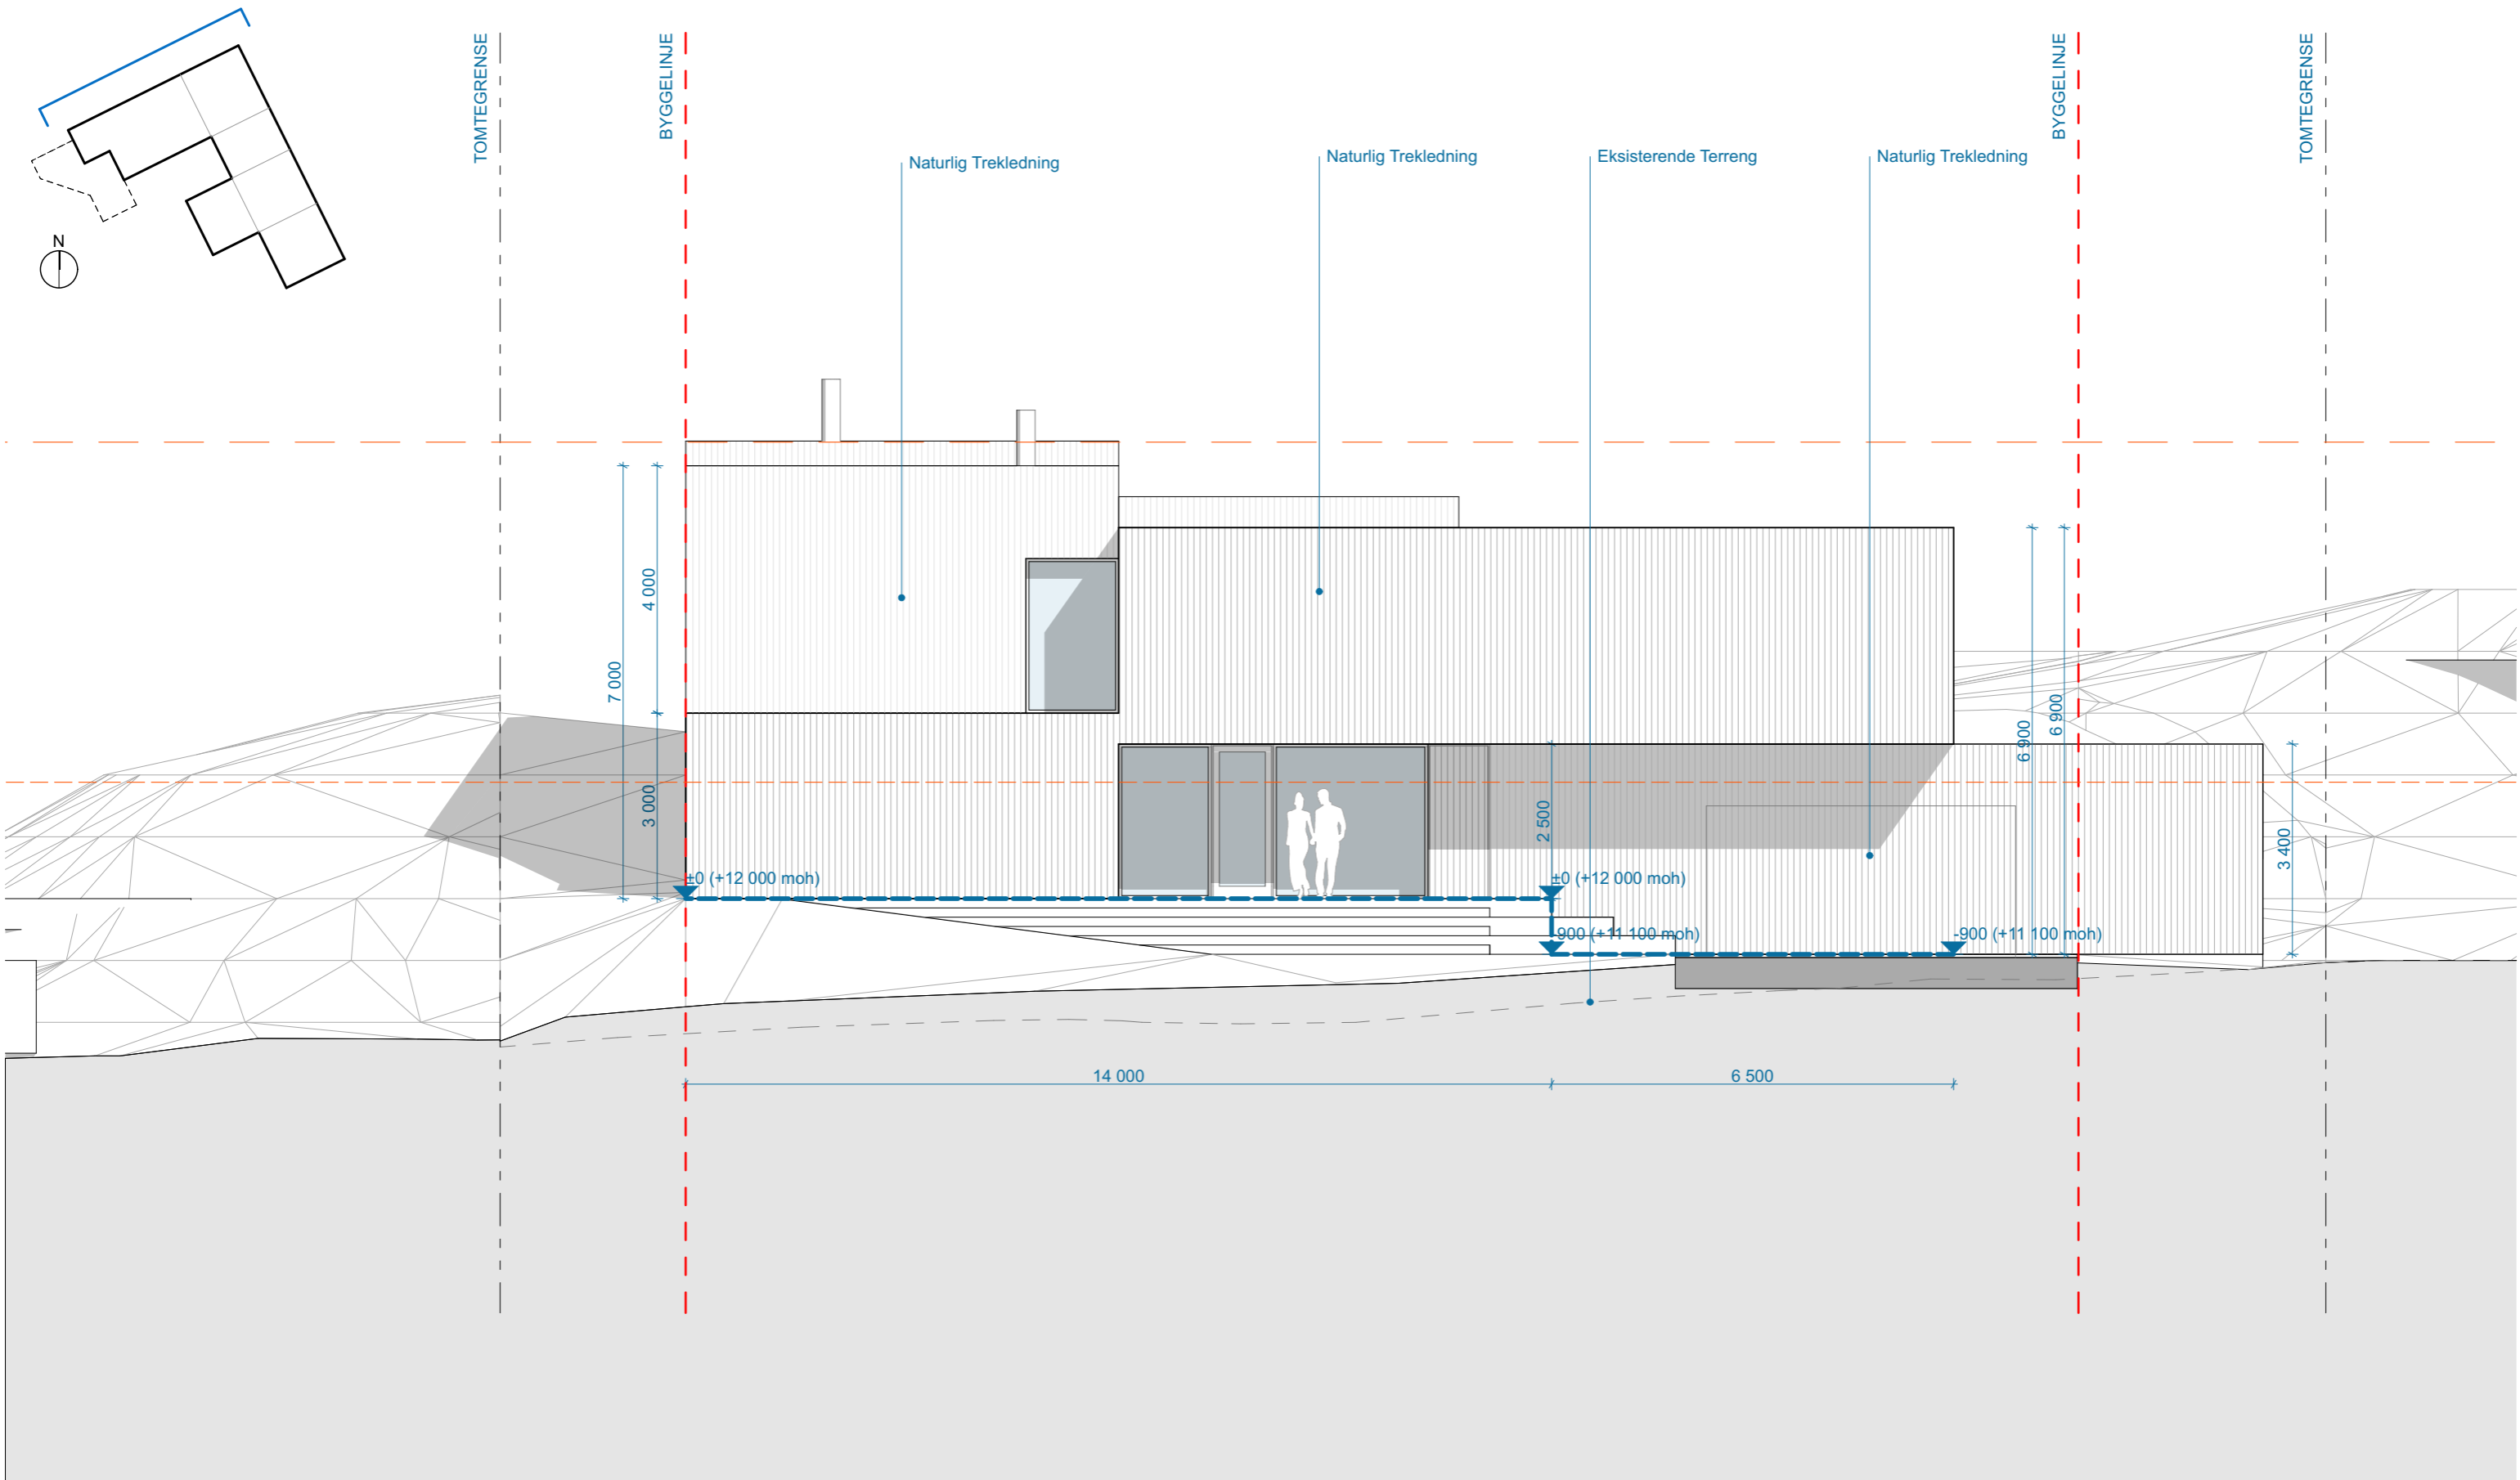 TOMTEGRENSE
BYGGELINJE
BYGGELINJE
TOMTEGRENSE
Naturlig Trekledning
Naturlig Trekledning
Eksisterende Terreng
Naturlig Trekledning
N
4 000
7 000
6 900
6 900
3 000
2 500
3 400
±0 (+12 000 moh)
±0 (+12 000 moh)
-900 (+11 100 moh)
-900 (+11 100 moh)
14 000
6 500